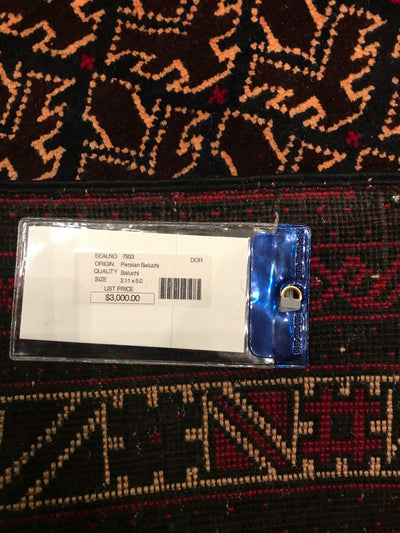 SEALNO 7933 DOR
ORIGIN Persian Baluchi
QUALITY Baluchi
SIZE 2.11 x 5.0
LIST PRICE
$3,000.00